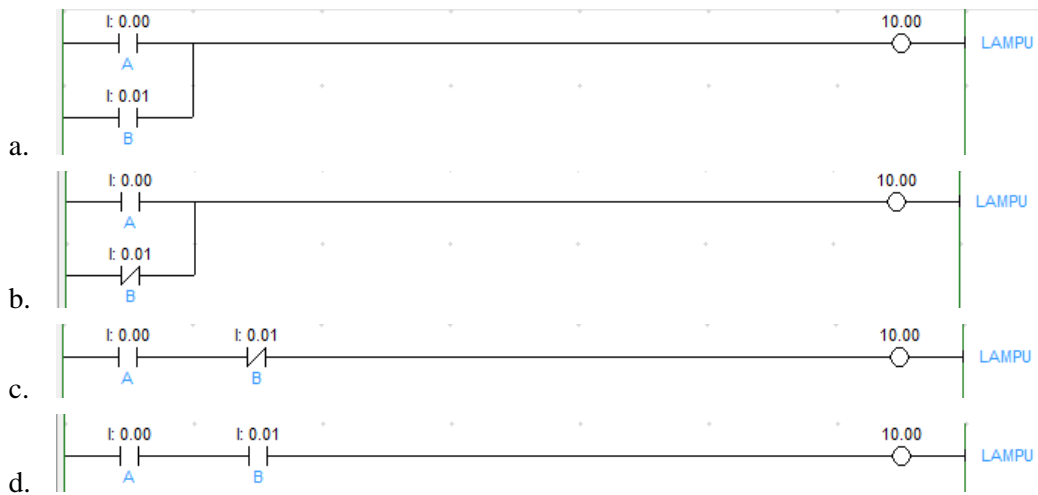 I: 0.00 10.00
LAMPU
A
I: 0.01
B
a.
I: 0.00 10.00
LAMPU
A
I: 0.01
B
b.
I: 0.00 I: 0.01 10.00
LAMPU
A B
c.
I: 0.00 I: 0.01 10.00
LAMPU
A B
d.